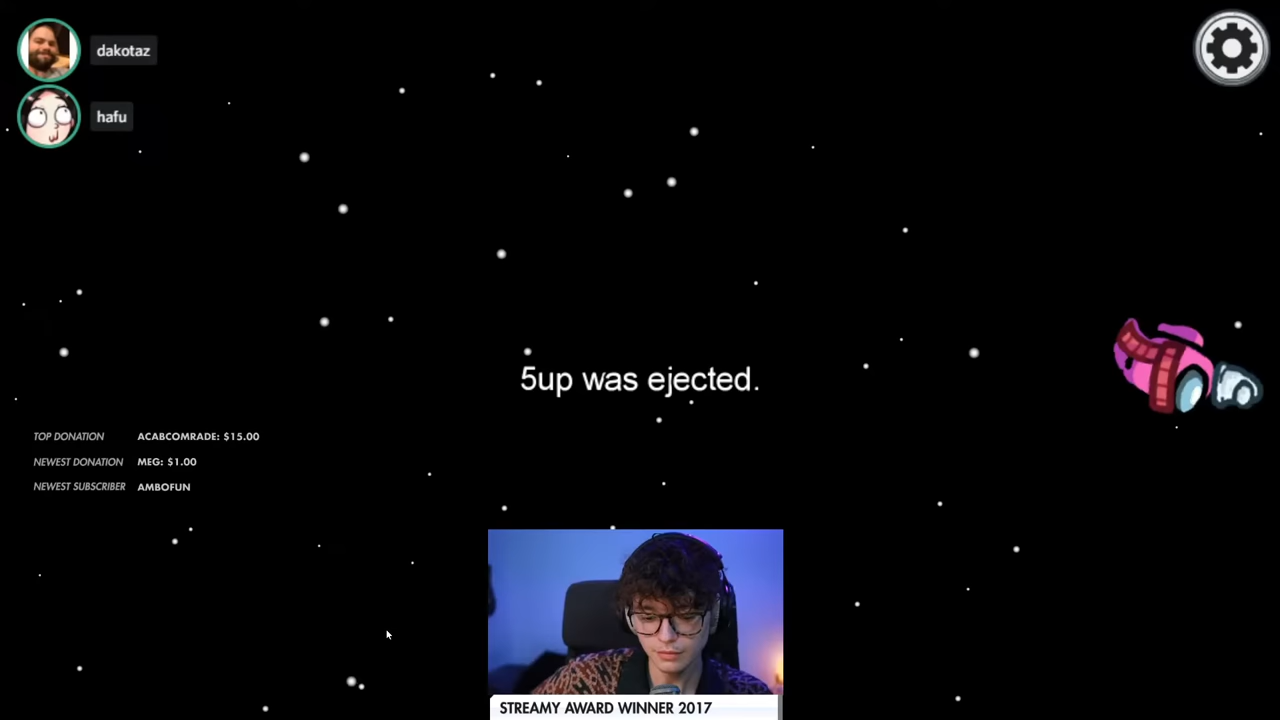 dakotaz
hafu
5up was ejected.
TOP DONATION ACABCOMRADE: $15.00
NEWEST DONATION MEG: $1.00
NEWEST SUBSCRIBER AMBOFUN
STREAMY AWARD WINNER 2017